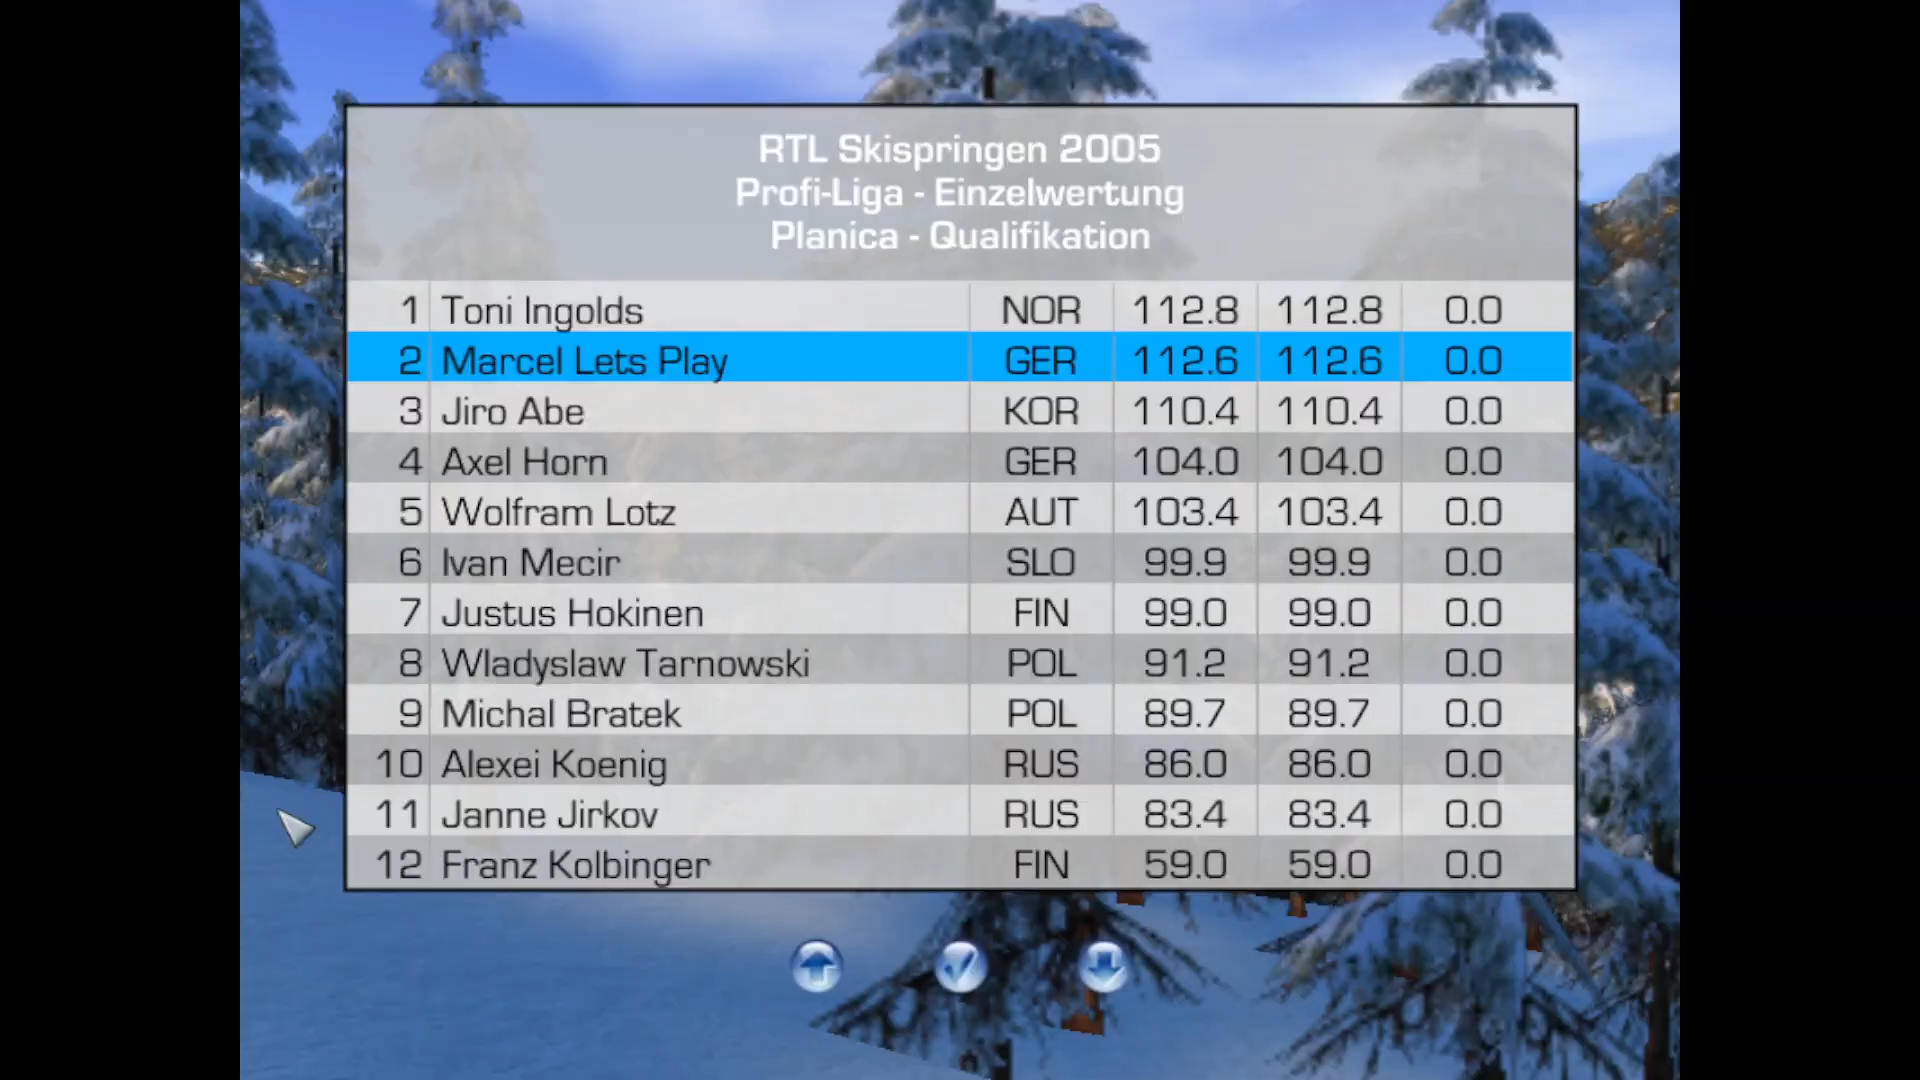 RTL Skispringen 2005
Profi-Liga - Einzelwertung
Planica - Qualifikation
1 Toni Ingolds NOR 112.8 112.8 0.0
2 Marcel Lets Play GER 112.6 112.6 0.0
3 Jiro Abe KOR 110.4 110.4 0.0
4 Axel Horn GER 104.0 104.0 0.0
5 Wolfram Lotz AUT 103.4 103.4 0.0
6 Ivan Mecir SLO 99.9 99.9 0.0
7 Justus Hokinen FIN 99.0 99.0 0.0
8 Wladyslaw Tarnowski POL 91.2 91.2 0.0
9 Michal Bratek POL 89.7 89.7 0.0
10 Alexei Koenig RUS 86.0 86.0 0.0
11 Janne Jirkov RUS 83.4 83.4 0.0
12 Franz Kolbinger FIN 59.0 59.0 0.0